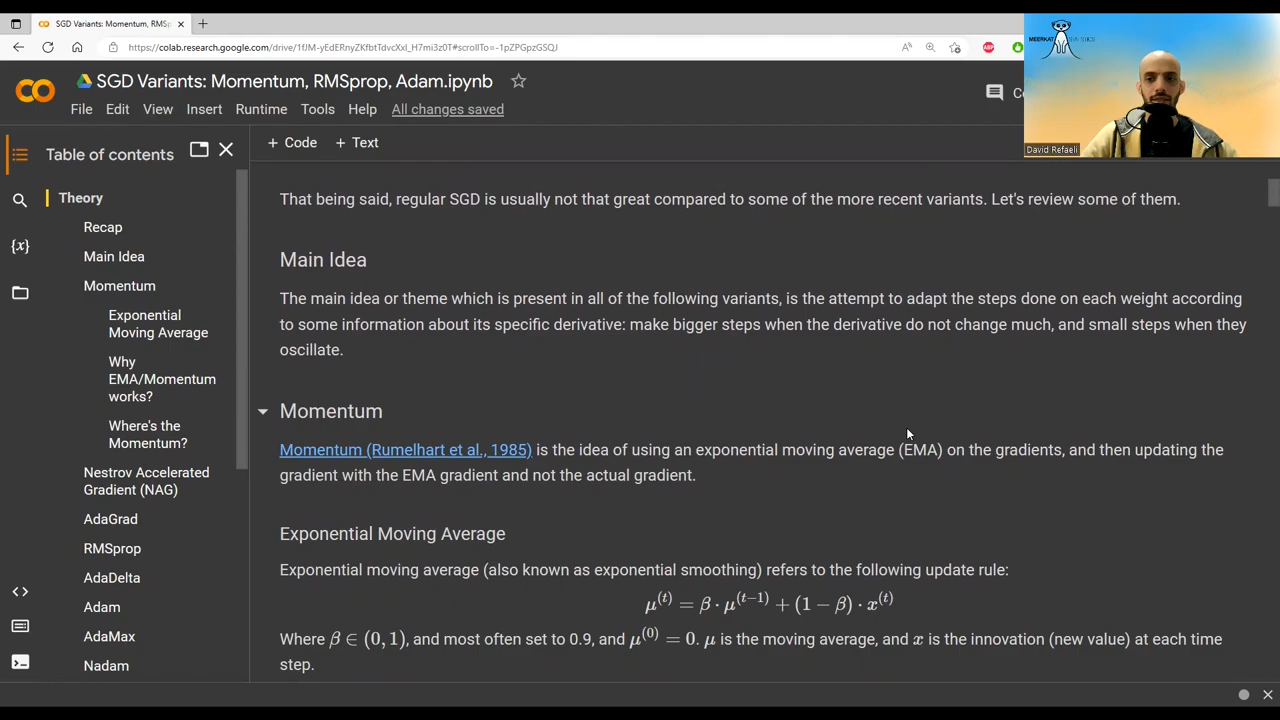 SGD Variants: Momentum, RMSp
https://colab.research.google.com/drive/1fJM-yEdERnyZKfbtTdvcXxI_H7mi3z0T#scrollTo=-1pZPGpzGSQJ
ABP
MEERKAT
SGD Variants: Momentum, RMSprop, Adam.ipynb
File Edit View Insert Runtime Tools Help All changes saved
David Refaeli
+ Code + Text
Table of contents
Theory
Recap
Main Idea
Momentum
Exponential
Moving Average
Why
EMA/Momentum
works?
Where's the
Momentum?
Nestrov Accelerated
Gradient (NAG)
AdaGrad
RMSprop
AdaDelta
Adam
AdaMax
Nadam
{x}
That being said, regular SGD is usually not that great compared to some of the more recent variants. Let's review some of them.
Main Idea
The main idea or theme which is present in all of the following variants, is the attempt to adapt the steps done on each weight according
to some information about its specific derivative: make bigger steps when the derivative do not change much, and small steps when they
oscillate.
Momentum
Momentum (Rumelhart et al., 1985) is the idea of using an exponential moving average (EMA) on the gradients, and then updating the
gradient with the EMA gradient and not the actual gradient.
Exponential Moving Average
Exponential moving average (also known as exponential smoothing) refers to the following update rule:
μ^(t) = β · μ^(t−1) + (1 − β) · x^(t)
Where β ∈ (0, 1), and most often set to 0.9, and μ^(0) = 0. μ is the moving average, and x is the innovation (new value) at each time
step.